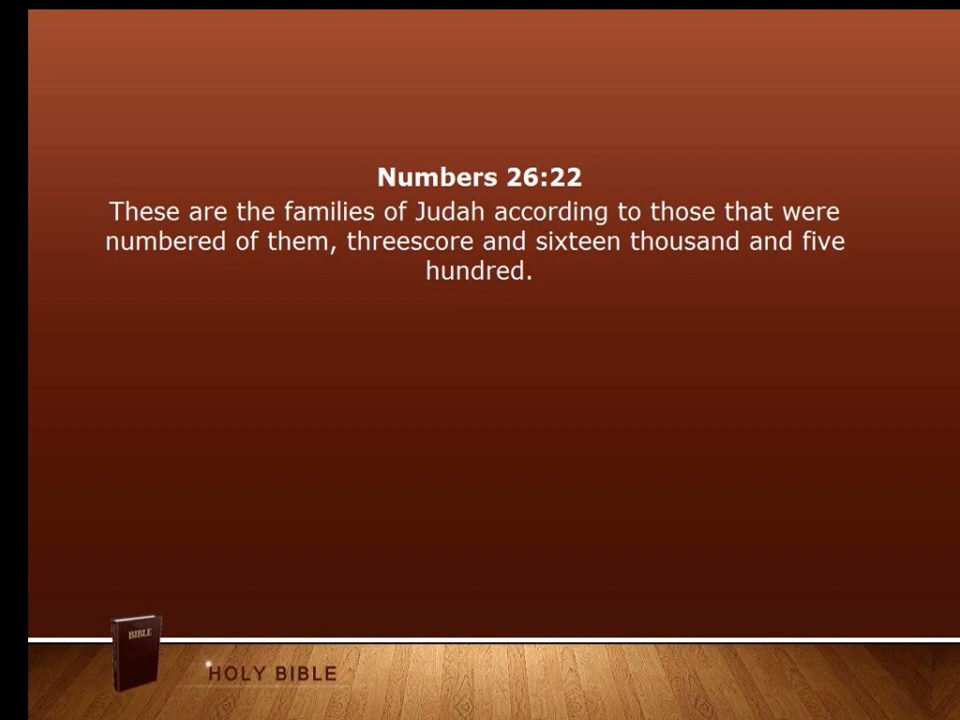 Numbers 26:22
These are the families of Judah according to those that were
numbered of them, threescore and sixteen thousand and five
hundred.
BIBLE
HOLY BIBLE